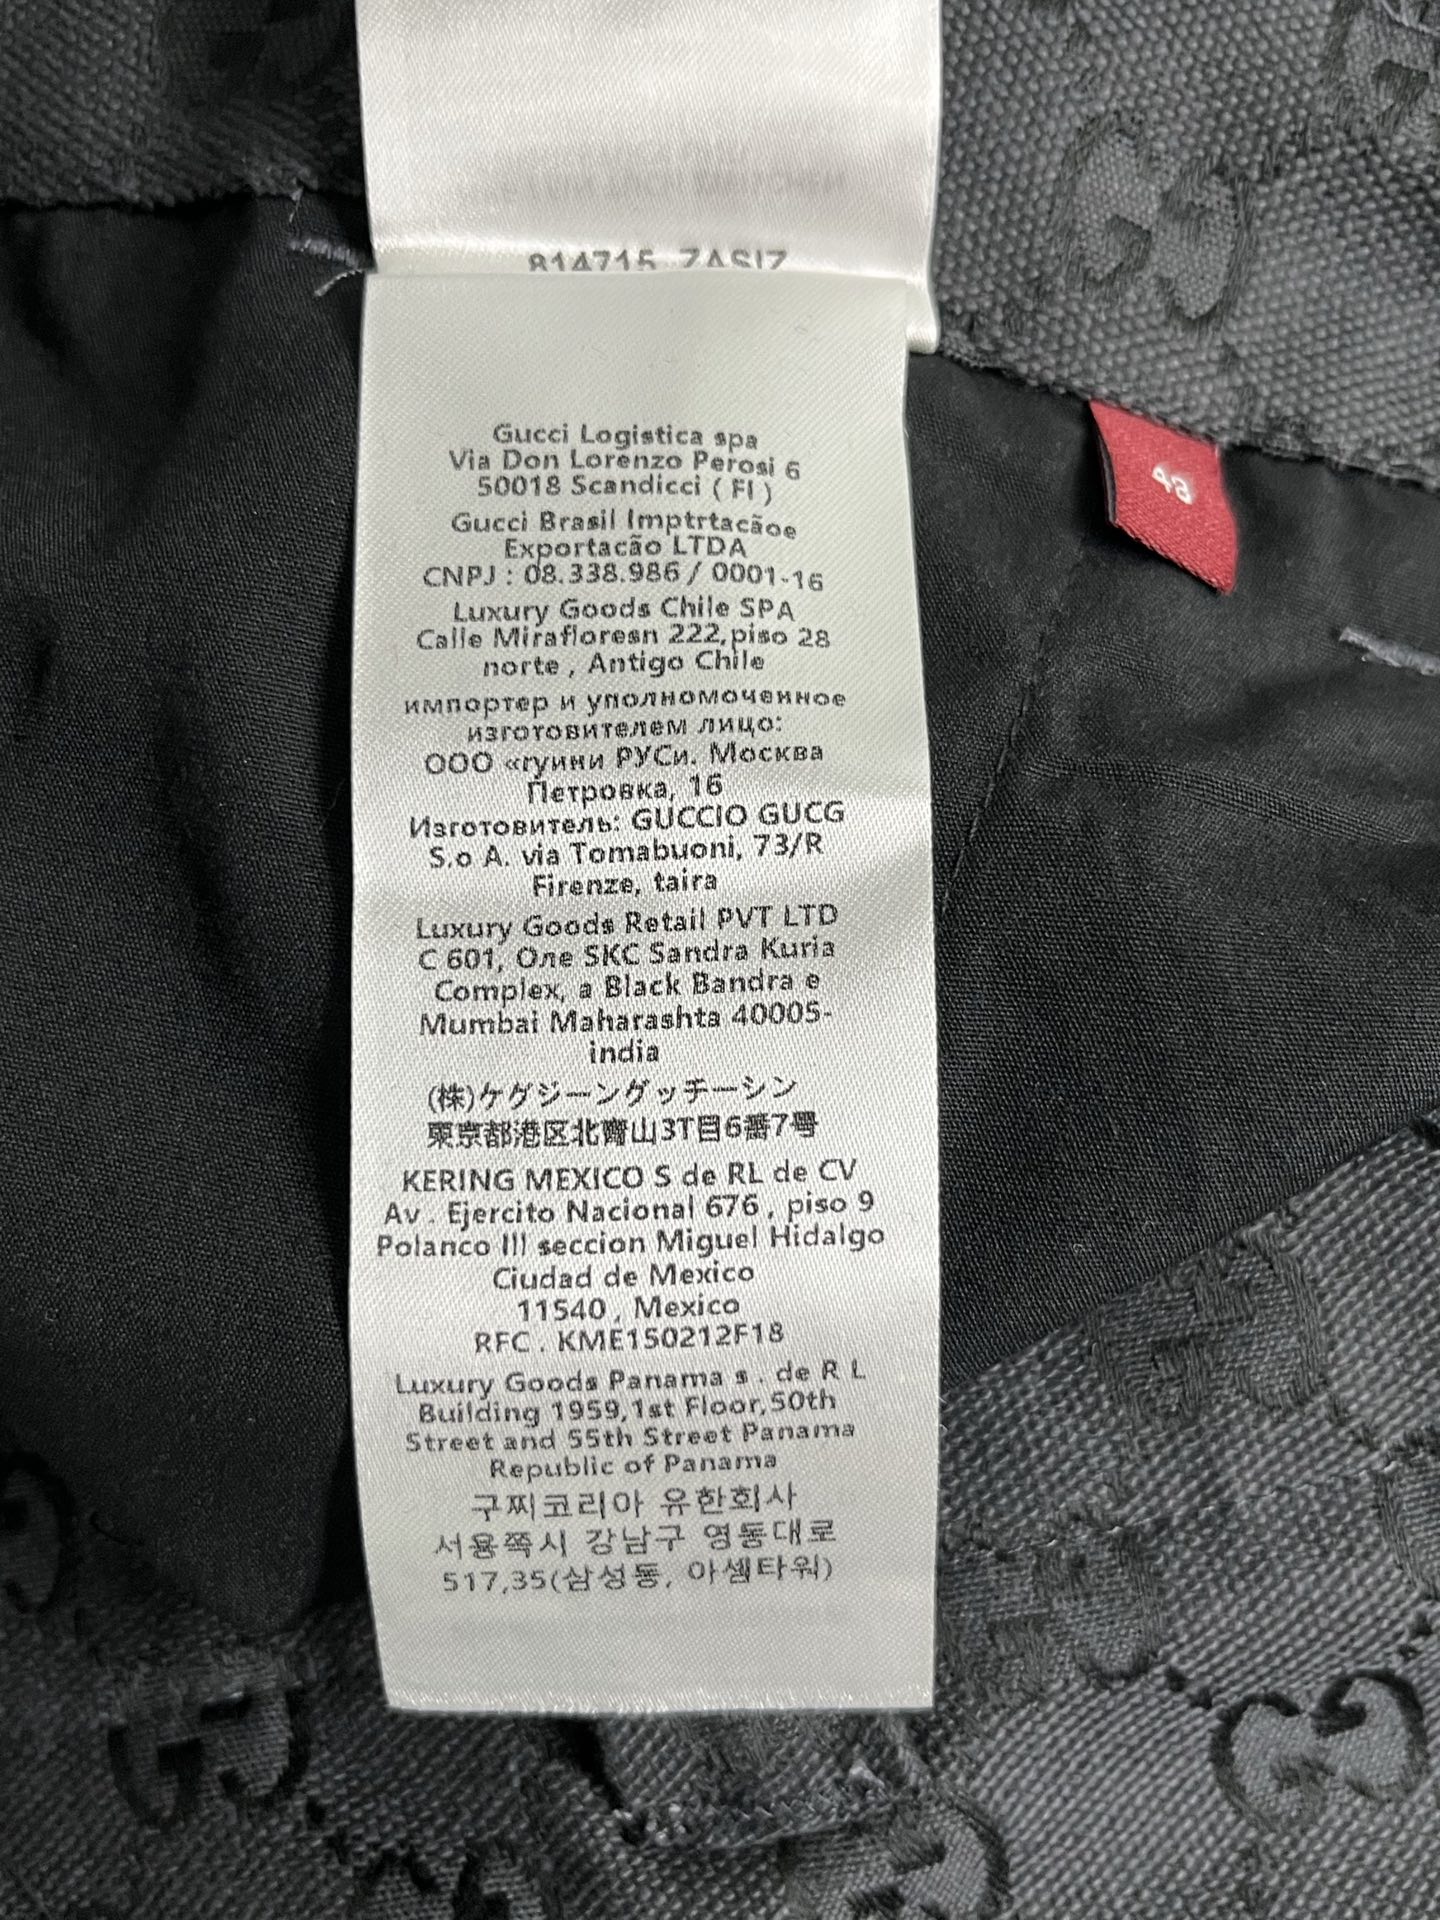 814715 ZASIZ
Gucci Logistica spa
Via Don Lorenzo Perosi 6
50018 Scandicci ( FI )
Gucci Brasil Imptrtacãoe
Exportacão LTDA
CNPJ : 08.338.986 / 0001-16
Luxury Goods Chile SPA
Calle Mirafloresn 222,piso 28
norte , Antigo Chile
импортер и уполномоченное
изготовителем лицо:
ООО «гуини РУСи. Москва
Петровка, 16
Изготовитель: GUCCIO GUCG
S.o A. via Tomabuoni, 73/R
Firenze, taira
Luxury Goods Retail PVT LTD
C 601, Оле SKC Sandra Kuria
Complex, a Black Bandra e
Mumbai Maharashta 40005-
india
(株)ケグジーングッチーシン
東京都港区北齊山3T目6番7号
KERING MEXICO S de RL de CV
Av . Ejercito Nacional 676 , piso 9
Polanco III seccion Miguel Hidalgo
Ciudad de Mexico
11540 , Mexico
RFC . KME150212F18
Luxury Goods Panama s . de R L
Building 1959,1st Floor,50th
Street and 55th Street Panama
Republic of Panama
구찌코리아 유한회사
서용쪽시 강남구 영동대로
517,35(삼성동, 아셈타워)
48